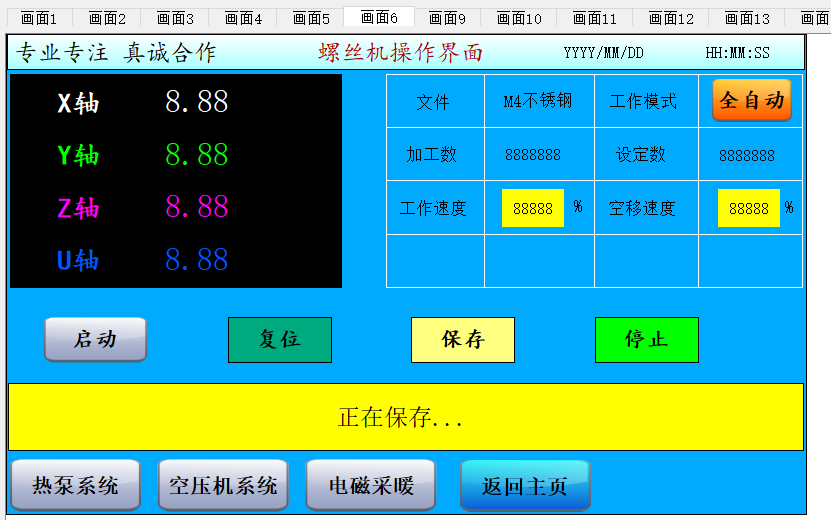 画面1 画面2 画面3 画面4 画面5 画面6 画面9 画面10 画面11 画面12 画面13 画面
专业专注 真诚合作 螺丝机操作界面 YYYY/MM/DD HH:MM:SS
X轴 8.88
Y轴 8.88
Z轴 8.88
U轴 8.88
文件 M4不锈钢 工作模式 全自动
加工数 8888888 设定数 8888888
工作速度 88888 % 空移速度 88888 %
启动 复位 保存 停止
正在保存...
热泵系统 空压机系统 电磁采暖 返回主页